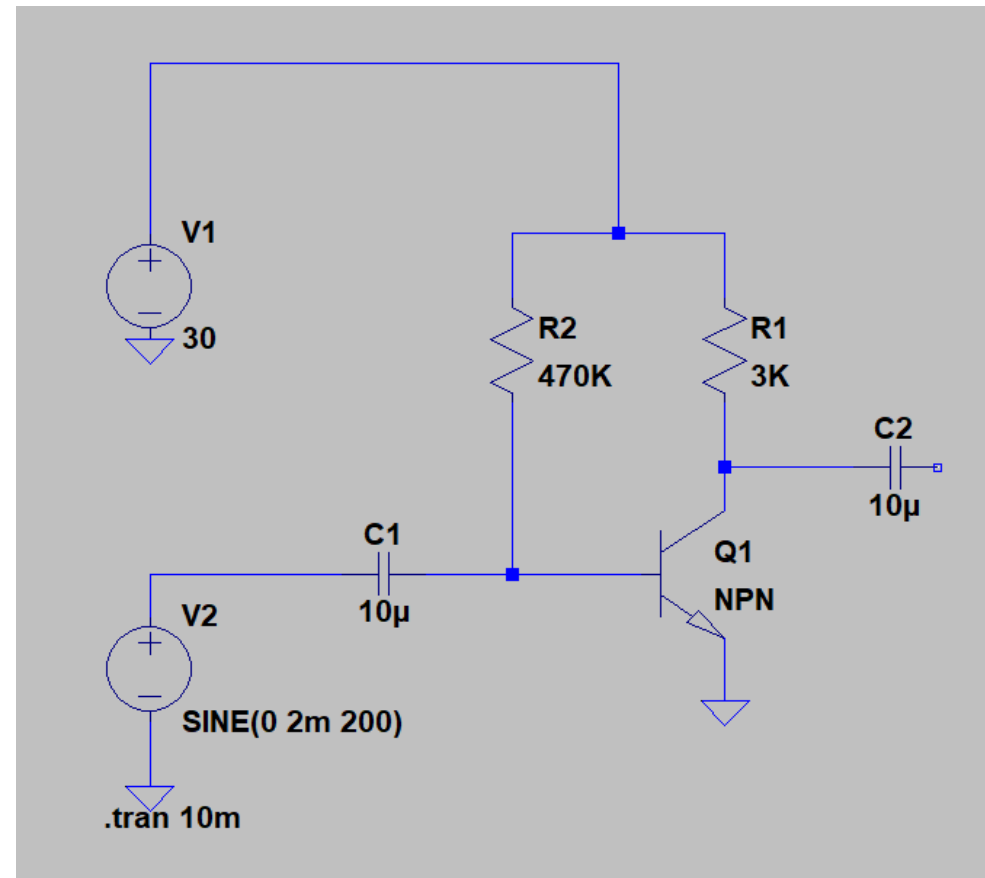 V1
30
R2
470K
R1
3K
C2
10µ
C1
10µ
Q1
NPN
V2
SINE(0 2m 200)
.tran 10m